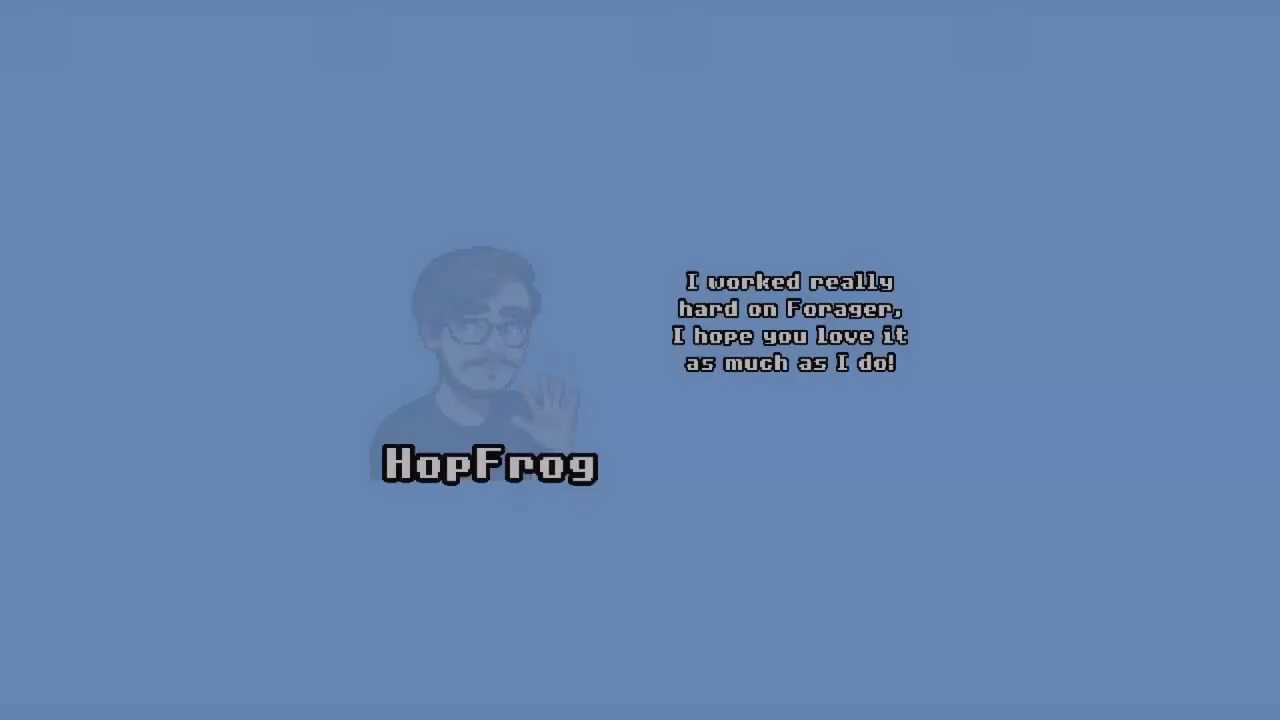 I worked really
hard on Forager,
I hope you love it
as much as I do!
HopFrog